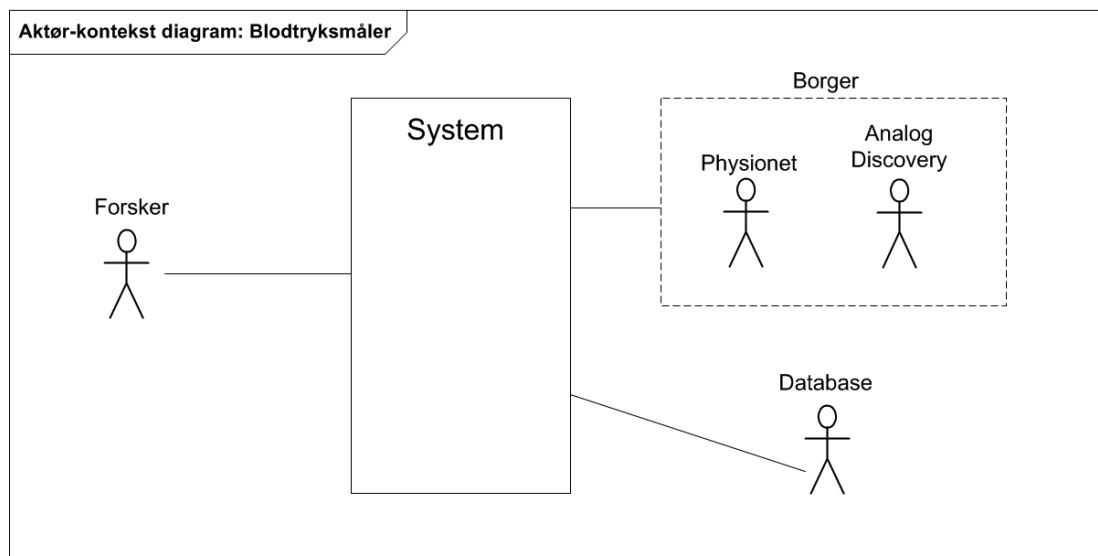 Aktør-kontekst diagram: Blodtryksmåler
System
Forsker
Borger
Physionet
Analog
Discovery
Database